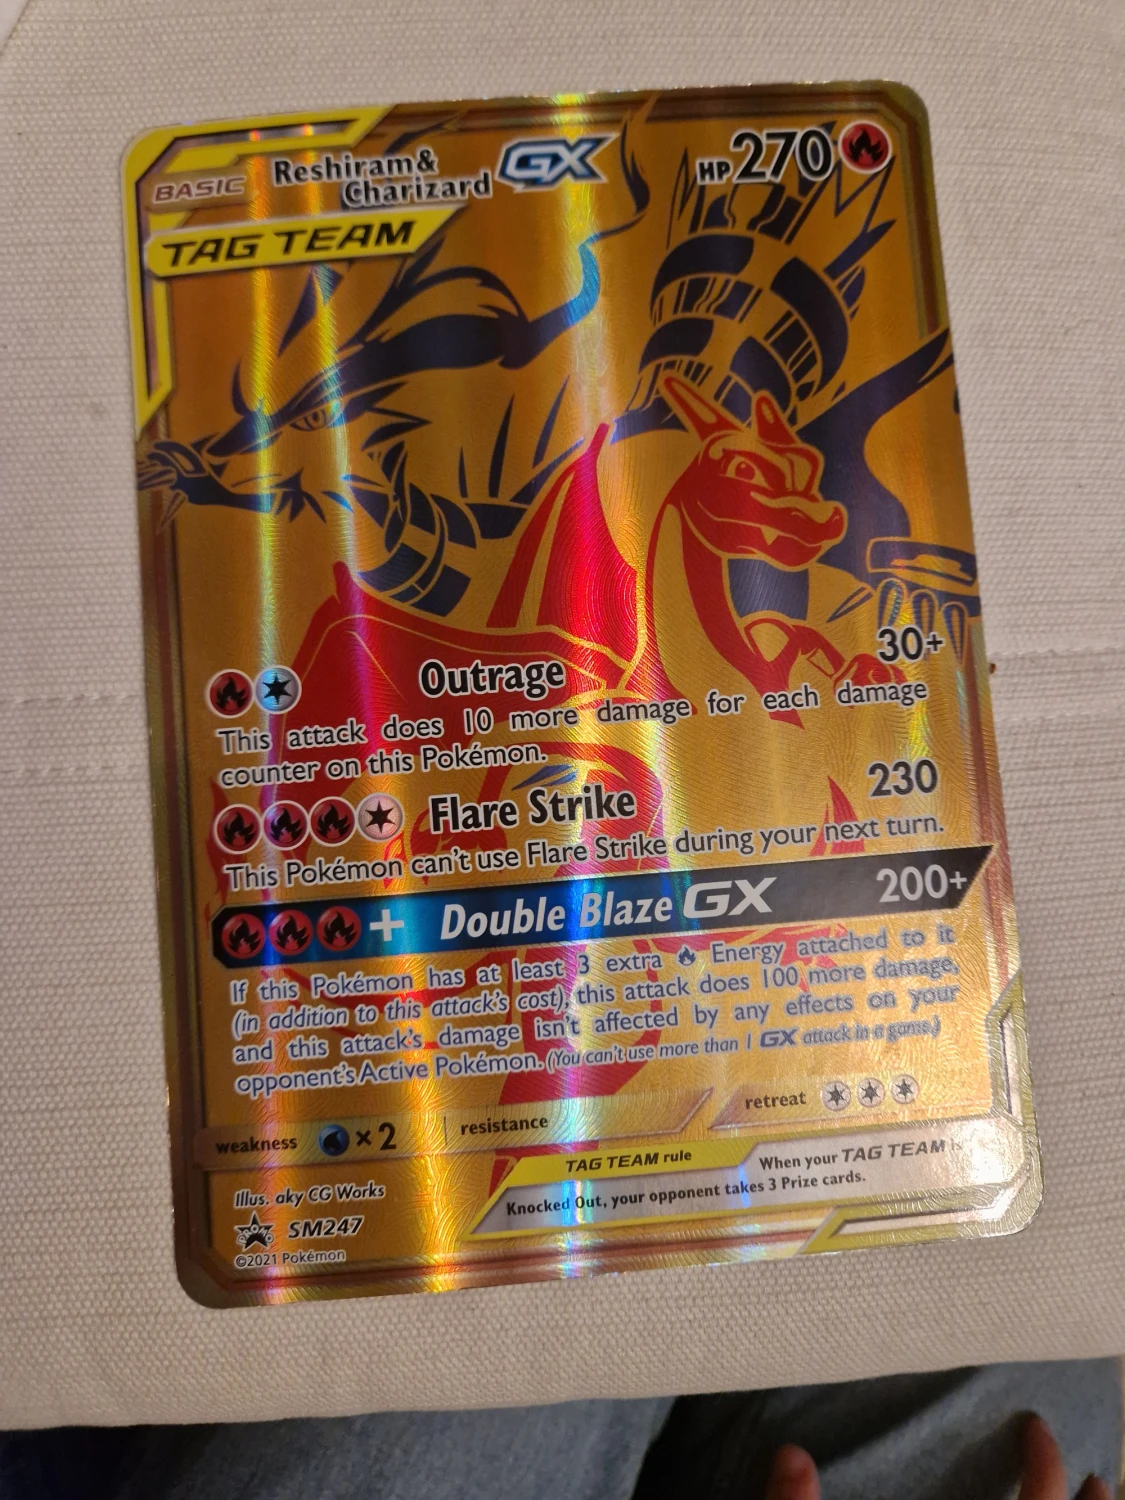 BASIC Reshiram& Charizard GX HP 270
TAG TEAM
Outrage 30+
This attack does 10 more damage for each damage
counter on this Pokémon.
Flare Strike 230
This Pokémon can't use Flare Strike during your next turn.
+ Double Blaze GX 200+
If this Pokémon has at least 3 extra Energy attached to it
(in addition to this attack's cost), this attack does 100 more damage,
and this attack's damage isn't affected by any effects on your
opponent's Active Pokémon. (You can't use more than 1 GX attack in a game.)
weakness ×2 resistance retreat
TAG TEAM rule When your TAG TEAM is
Knocked Out, your opponent takes 3 Prize cards.
Illus. aky CG Works
SM247
©2021 Pokémon